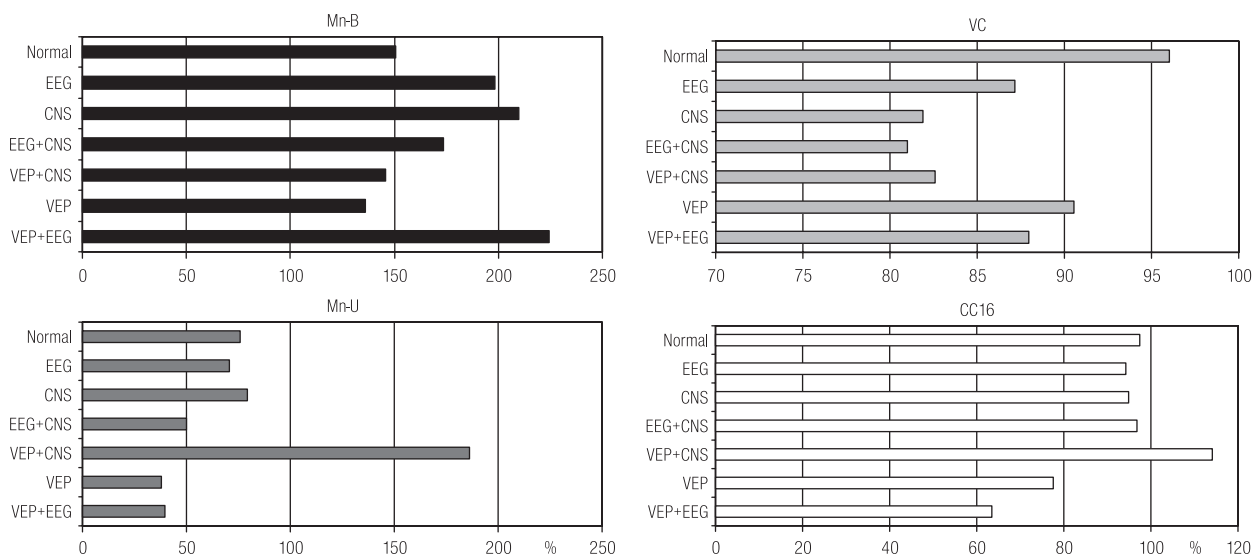 Mn-B
Normal
EEG
CNS
EEG+CNS
VEP+CNS
VEP
VEP+EEG
0 50 100 150 200 250
VC
Normal
EEG
CNS
EEG+CNS
VEP+CNS
VEP
VEP+EEG
70 75 80 85 90 95 100
Mn-U
Normal
EEG
CNS
EEG+CNS
VEP+CNS
VEP
VEP+EEG
0 50 100 150 200 % 250
CC16
Normal
EEG
CNS
EEG+CNS
VEP+CNS
VEP
VEP+EEG
0 20 40 60 80 100 % 120